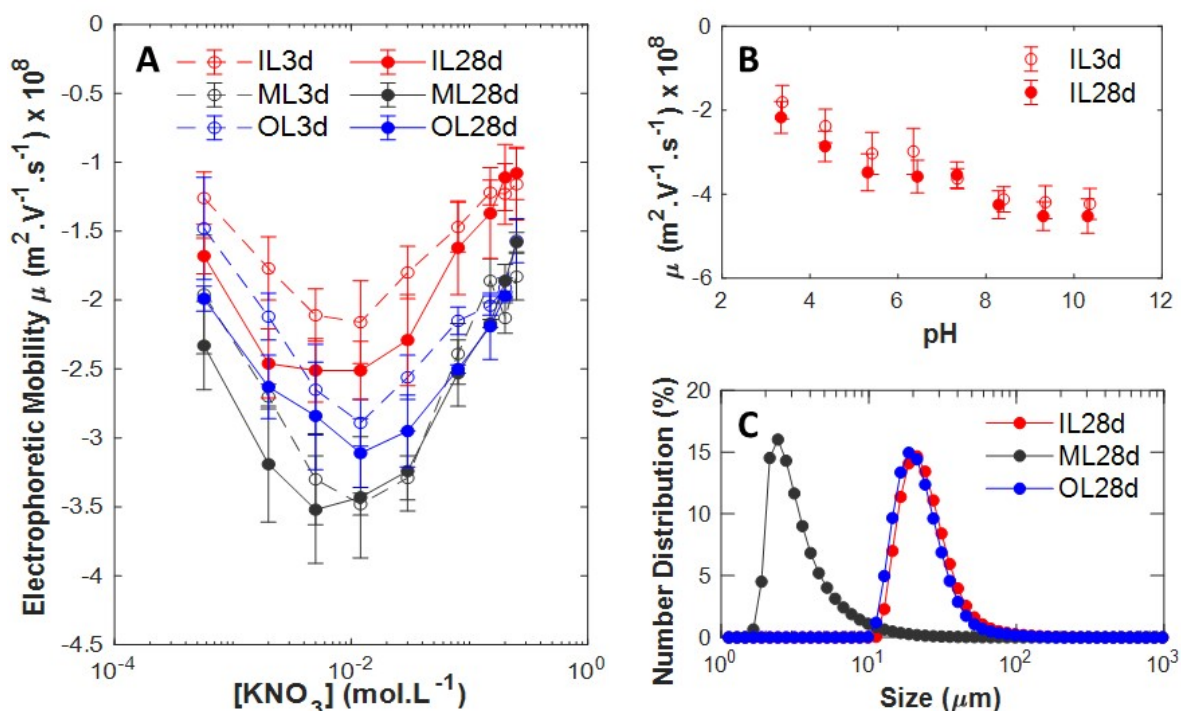 A
IL3d
IL28d
ML3d
ML28d
OL3d
OL28d
0
-0.5
-1
-1.5
-2
-2.5
-3
-3.5
-4
-4.5
Electrophoretic Mobility μ (m².V⁻¹.s⁻¹) x 10⁸
10⁻⁴
10⁻²
10⁰
[KNO₃] (mol.L⁻¹)
B
IL3d
IL28d
0
-2
-4
-6
μ (m².V⁻¹.s⁻¹) x 10⁸
2
4
6
8
10
12
pH
C
IL28d
ML28d
OL28d
20
15
10
5
0
Number Distribution (%)
10⁰
10¹
10²
10³
Size (μm)